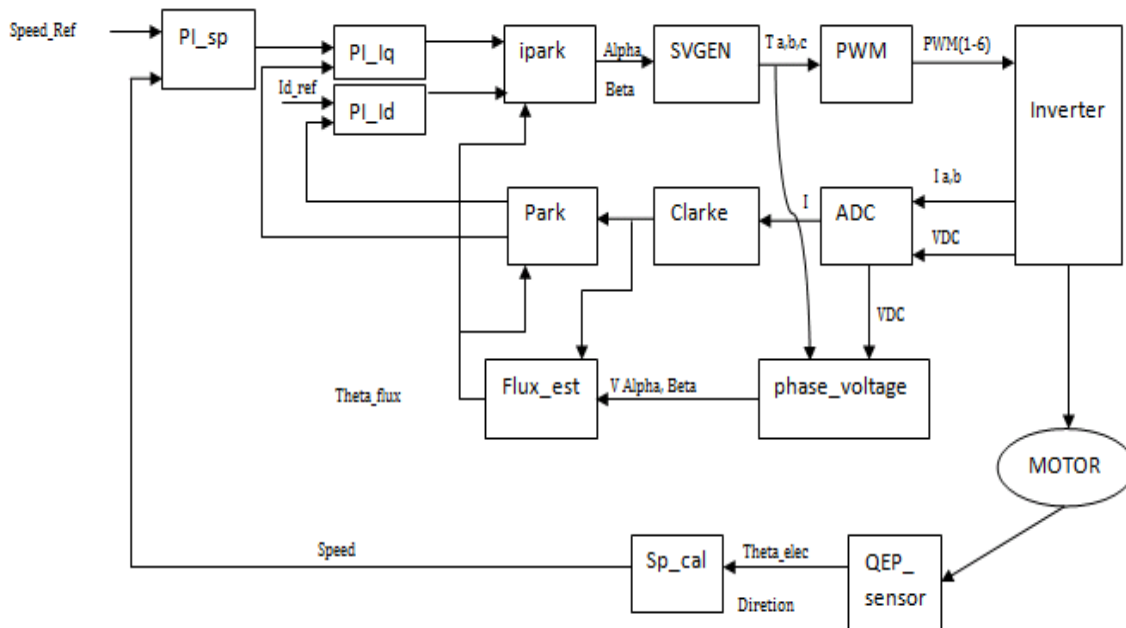 Speed_Ref
PI_sp
PI_Iq
Id_ref
PI_Id
ipark
Alpha
Beta
SVGEN
T a,b,c
PWM
PWM(1-6)
Inverter
I a,b
VDC
Park
Clarke
I
ADC
VDC
Theta_flux
Flux_est
V Alpha, Beta
phase_voltage
MOTOR
Speed
Sp_cal
Theta_elec
Diretion
QEP_
sensor